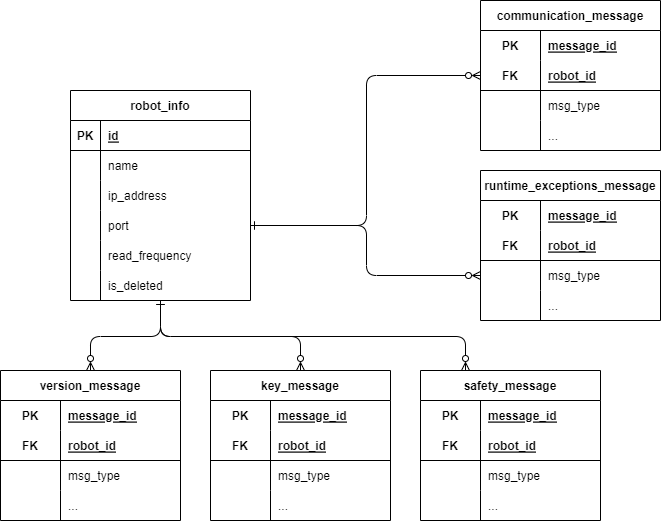 communication_message
PK message_id
FK robot_id
msg_type
...
robot_info
PK id
name
ip_address
port
read_frequency
is_deleted
runtime_exceptions_message
PK message_id
FK robot_id
msg_type
...
version_message
PK message_id
FK robot_id
msg_type
...
key_message
PK message_id
FK robot_id
msg_type
...
safety_message
PK message_id
FK robot_id
msg_type
...